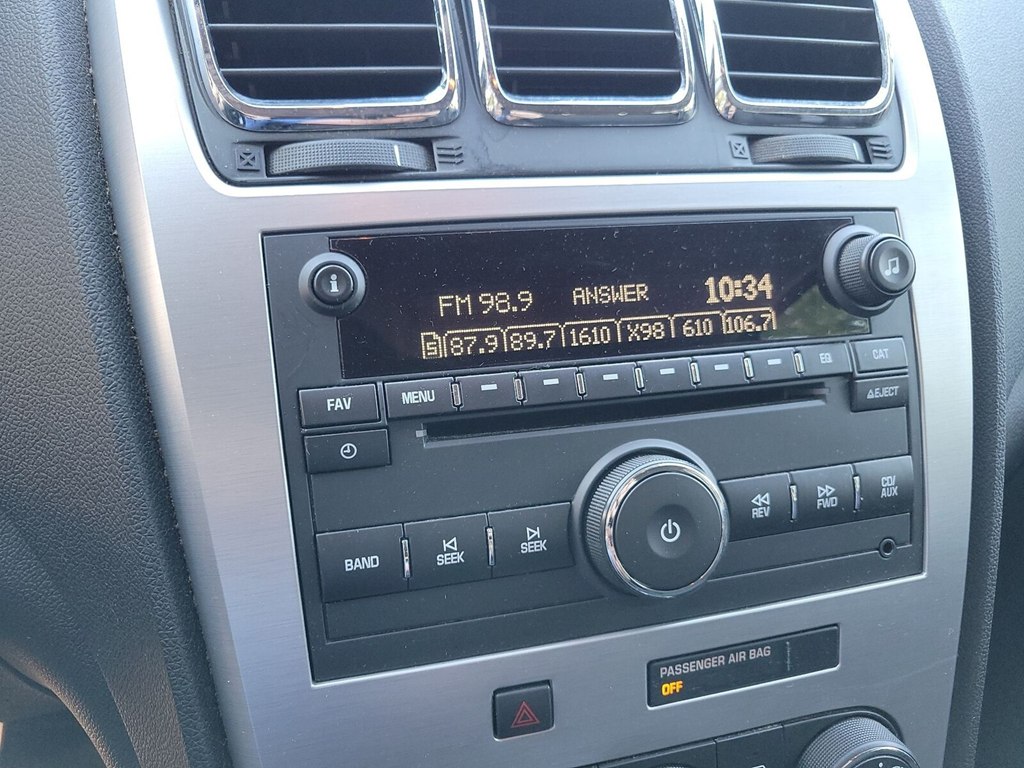 i
FM 98.9 ANSWER 10:34
5 87.9 89.7 1610 X98 610 106.7
FAV MENU EQ CAT
EJECT
BAND SEEK SEEK REV FWD CD/
AUX
PASSENGER AIR BAG
OFF